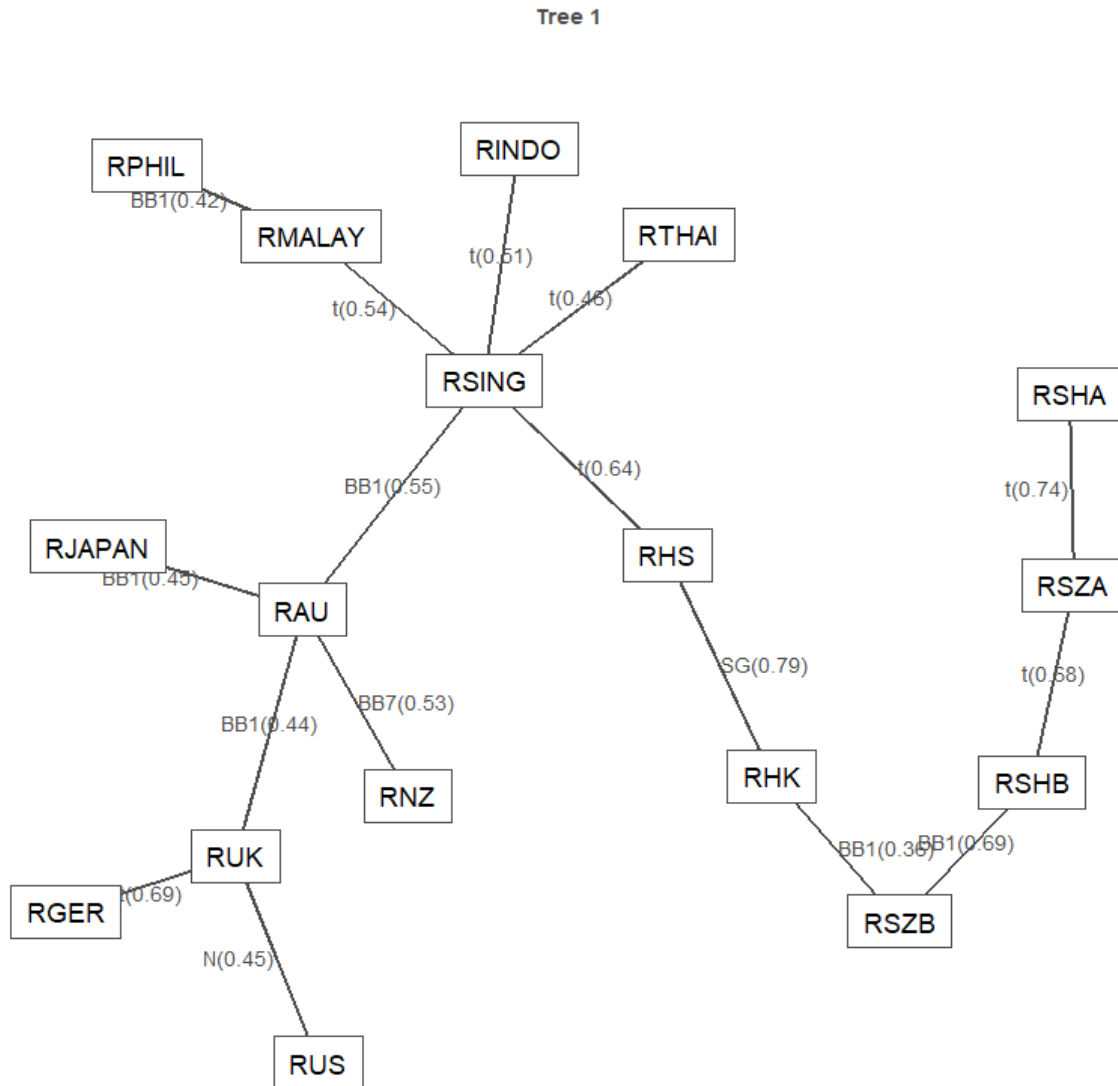 Tree 1
RINDO
RPHIL
BB1(0.42)
RMALAY
RTHAI
t(0.51)
t(0.46)
t(0.54)
RSING
RSHA
t(0.64)
BB1(0.55)
t(0.74)
RJAPAN
RHS
BB1(0.45)
RSZA
RAU
SG(0.79)
t(0.68)
BB7(0.53)
BB1(0.44)
RHK
RSHB
RNZ
BB1(0.36)
BB1(0.69)
RUK
t(0.69)
RGER
RSZB
N(0.45)
RUS